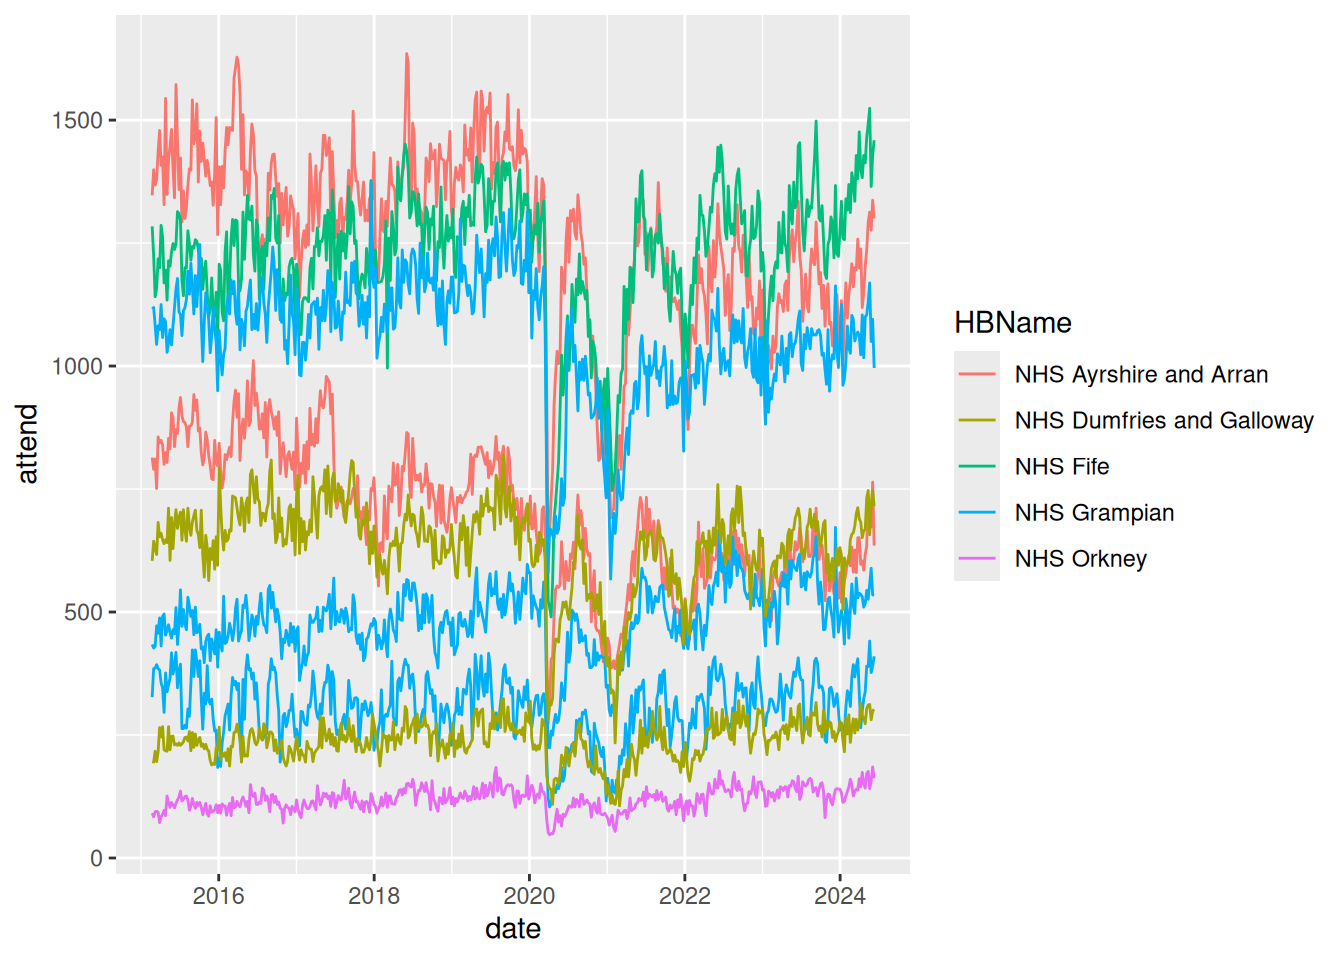 1500
1000
500
0
attend
2016
2018
2020
2022
2024
date
HBName
NHS Ayrshire and Arran
NHS Dumfries and Galloway
NHS Fife
NHS Grampian
NHS Orkney